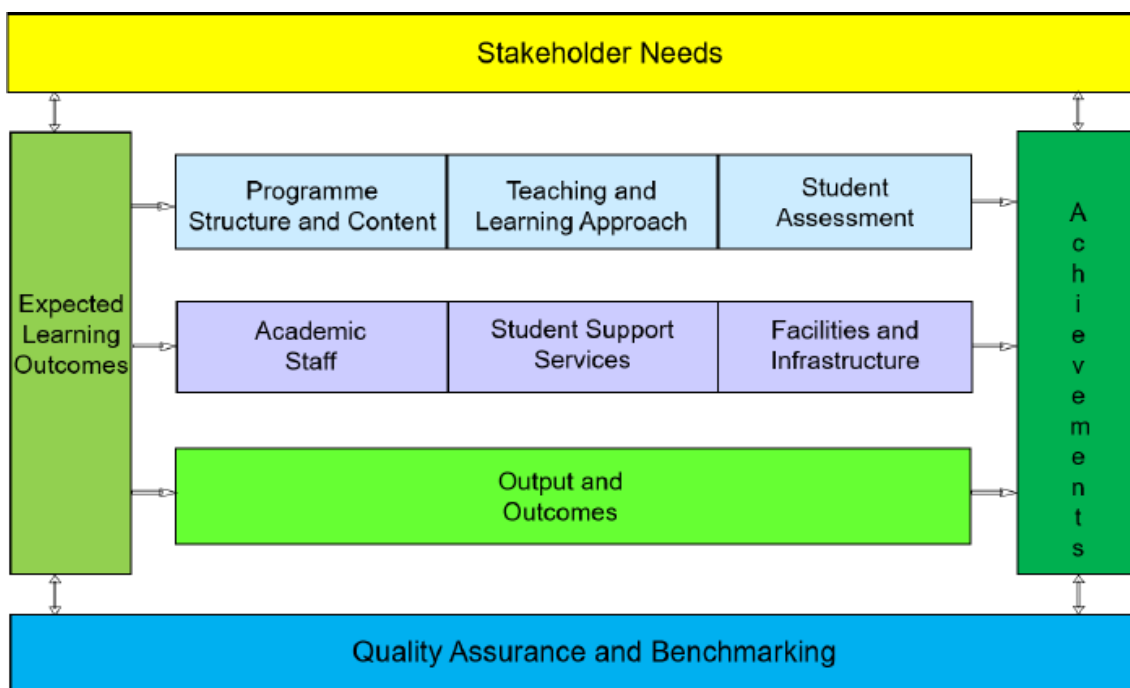 Stakeholder Needs
Programme
Structure and Content
Teaching and
Learning Approach
Student
Assessment
Expected
Learning
Outcomes
Academic
Staff
Student Support
Services
Facilities and
Infrastructure
Output and
Outcomes
Achievements
Quality Assurance and Benchmarking